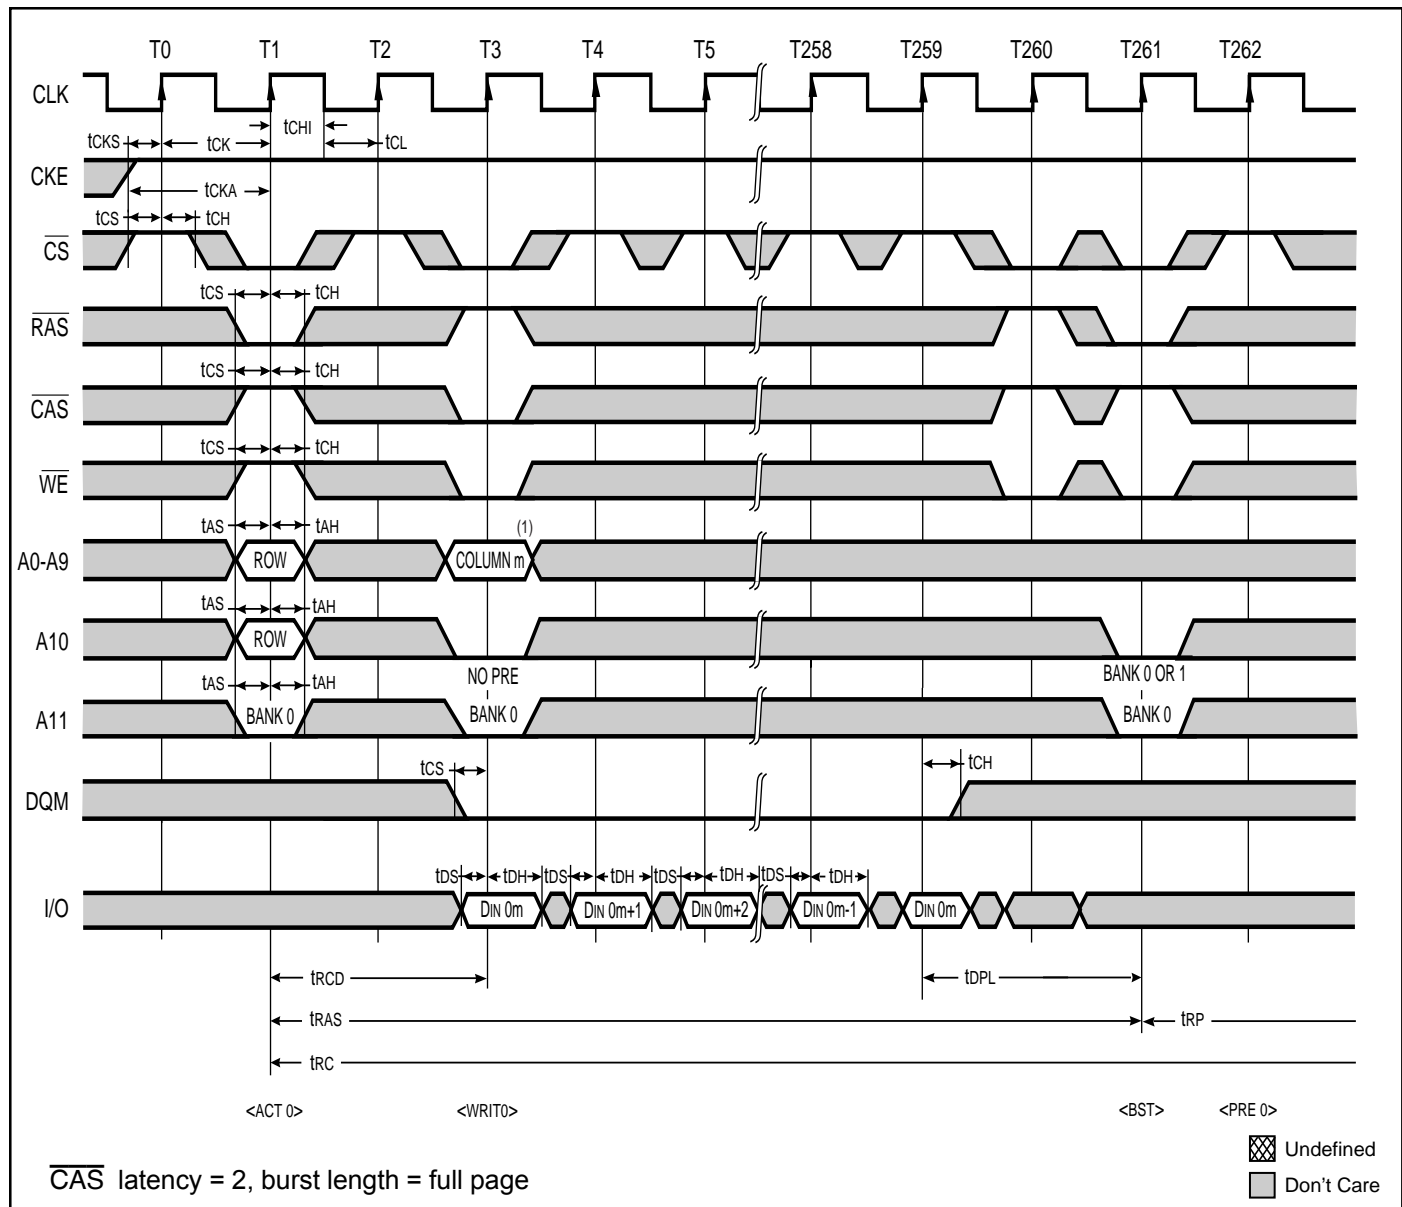 T0 T1 T2 T3 T4 T5 T258 T259 T260 T261 T262
CLK
tCHI
tCKS tCK tCL
CKE
tCKA
tCS tCH
CS
tCS tCH
RAS
tCS tCH
CAS
tCS tCH
WE
tAS tAH (1)
A0-A9 ROW COLUMN m
tAS tAH
A10 ROW
NO PRE BANK 0 OR 1
tAS tAH
A11 BANK 0 BANK 0 BANK 0
tCS tCH
DQM
tDS tDH tDS tDH tDS tDH tDS tDH
I/O DIN 0m DIN 0m+1 DIN 0m+2 DIN 0m-1 DIN 0m
tRCD tDPL
tRAS tRP
tRC
<ACT 0> <WRIT0> <BST> <PRE 0>
Undefined
CAS latency = 2, burst length = full page
Don't Care